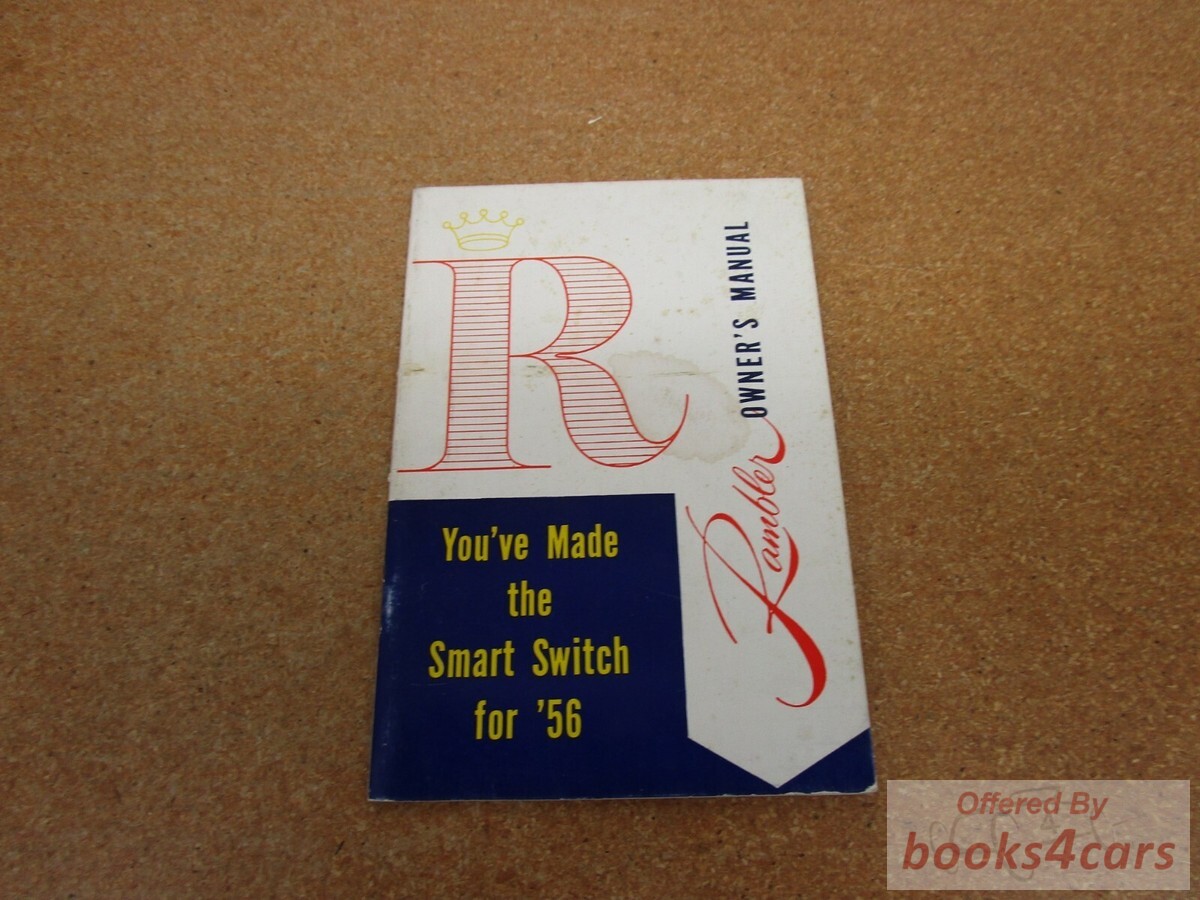 R
OWNER'S MANUAL
Rambler
You've Made
the
Smart Switch
for '56
Offered By
books4cars